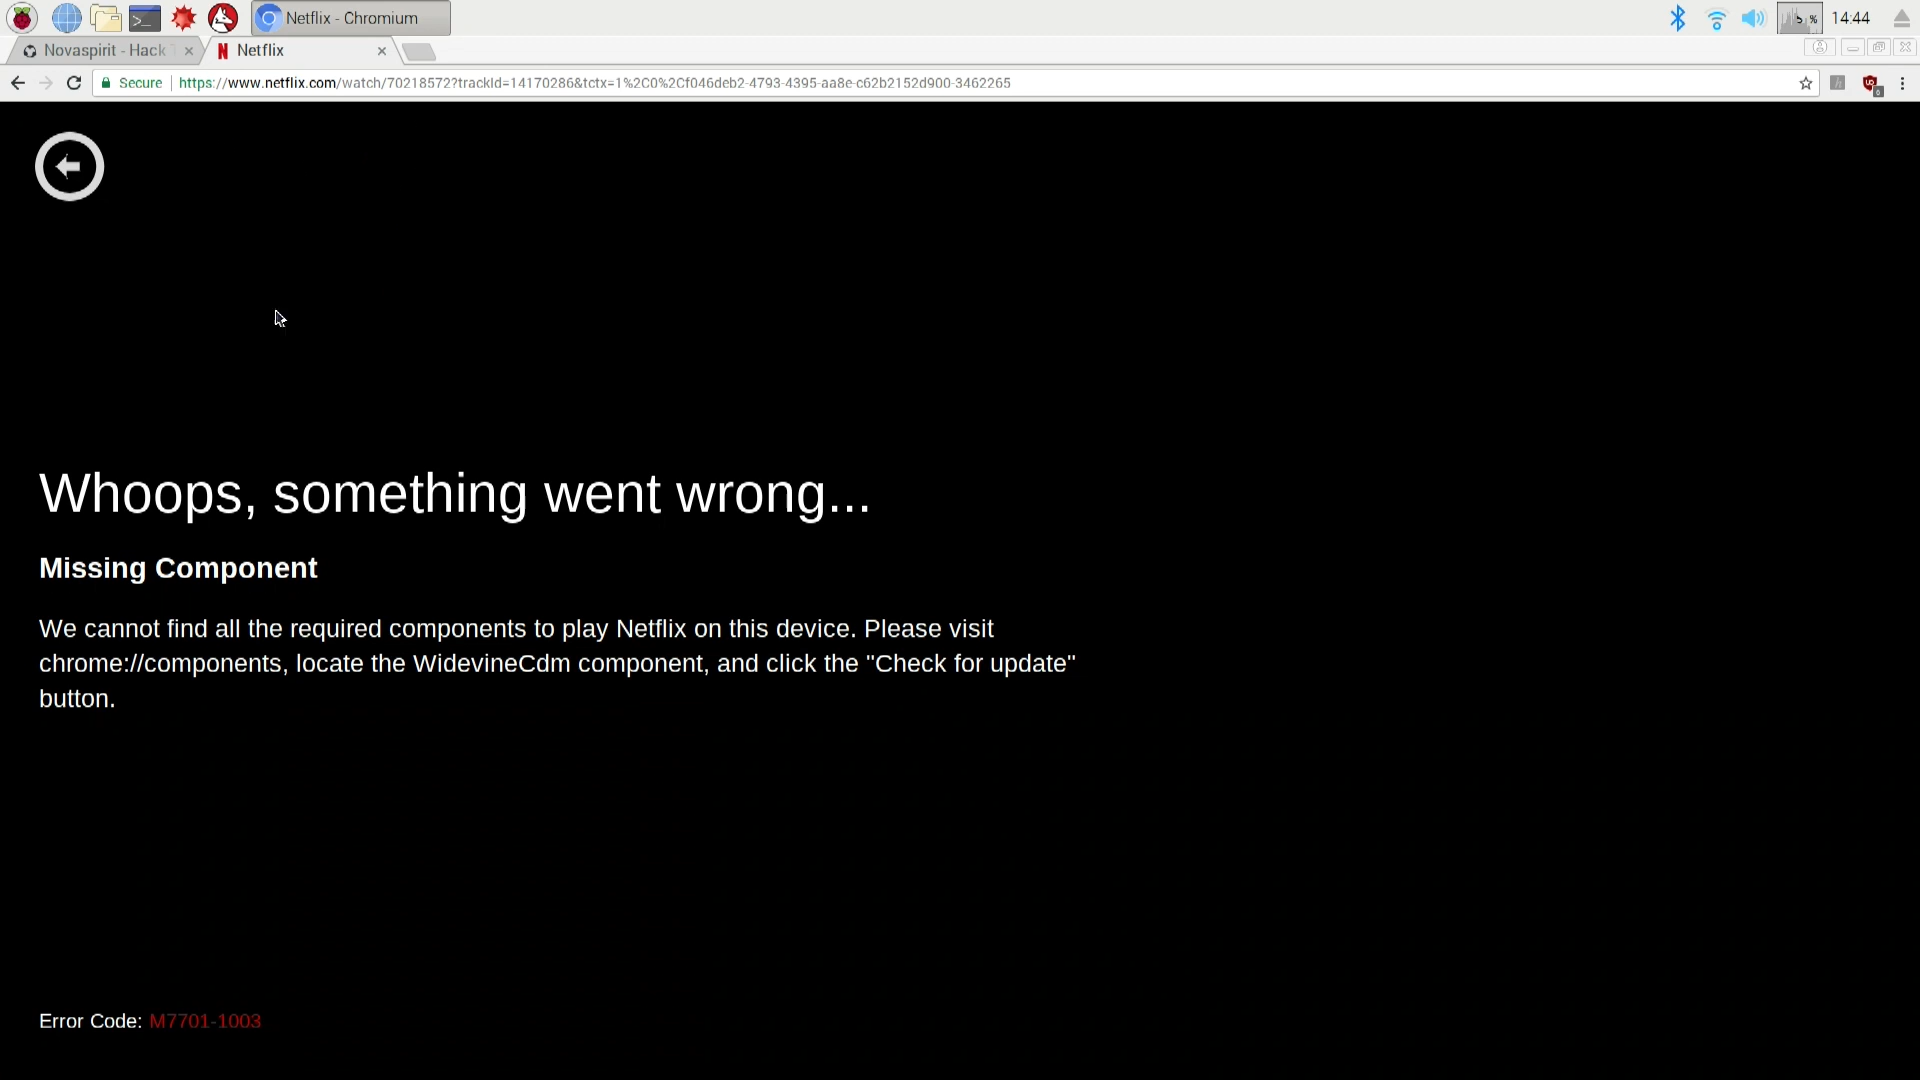 Netflix - Chromium
5 %
14:44
Novaspirit - Hack
Netflix
Secure
https://www.netflix.com/watch/70218572?trackId=14170286&tctx=1%2C0%2Cf046deb2-4793-4395-aa8e-c62b2152d900-3462265
Whoops, something went wrong...
Missing Component
We cannot find all the required components to play Netflix on this device. Please visit
chrome://components, locate the WidevineCdm component, and click the "Check for update"
button.
Error Code: M7701-1003